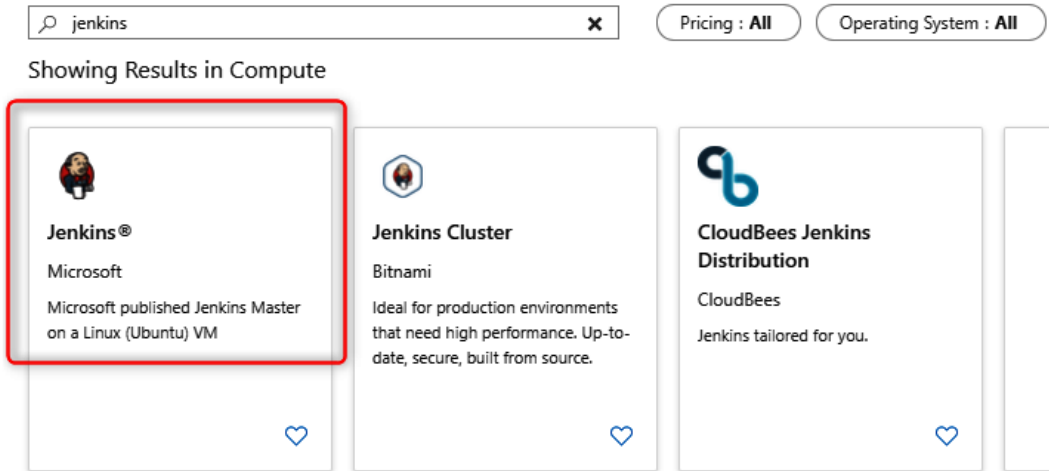 jenkins
Pricing : All
Operating System : All
Showing Results in Compute
Jenkins®
Microsoft
Microsoft published Jenkins Master
on a Linux (Ubuntu) VM
Jenkins Cluster
Bitnami
Ideal for production environments
that need high performance. Up-to-
date, secure, built from source.
CloudBees Jenkins
Distribution
CloudBees
Jenkins tailored for you.